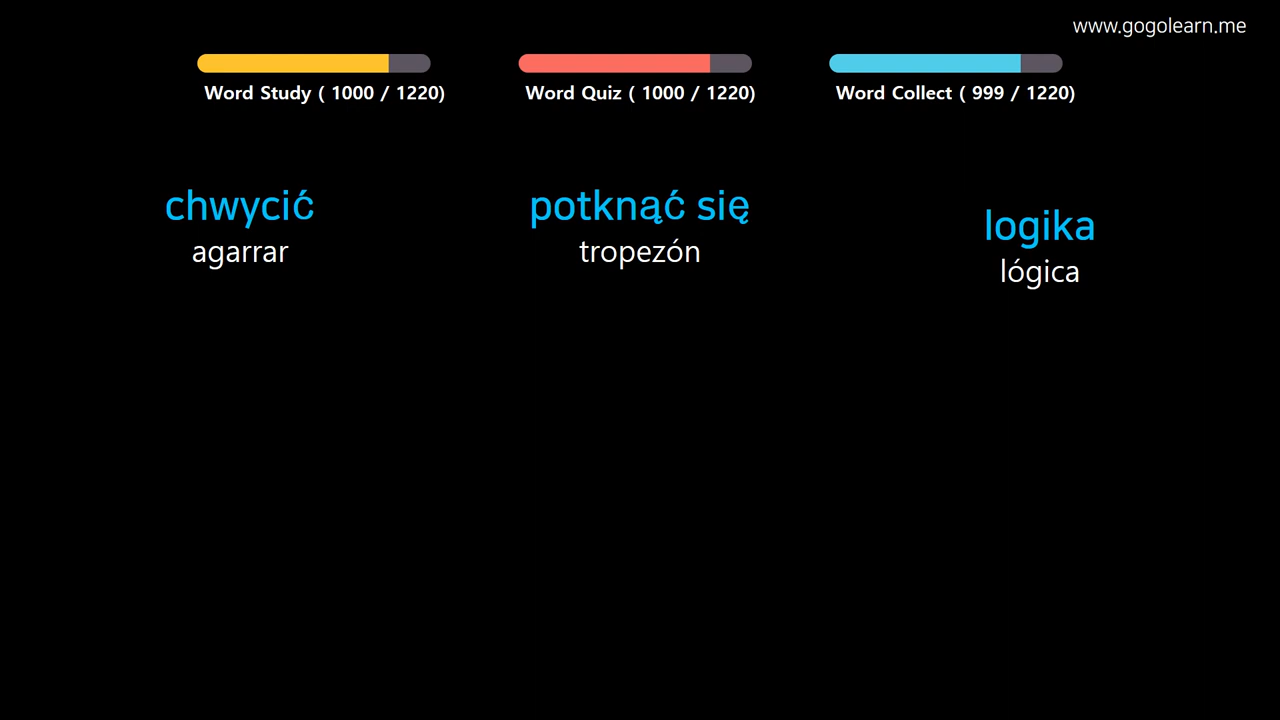 www.gogolearn.me
Word Study ( 1000 / 1220)
Word Quiz ( 1000 / 1220)
Word Collect ( 999 / 1220)
chwycić
agarrar
potknąć się
tropezón
logika
lógica